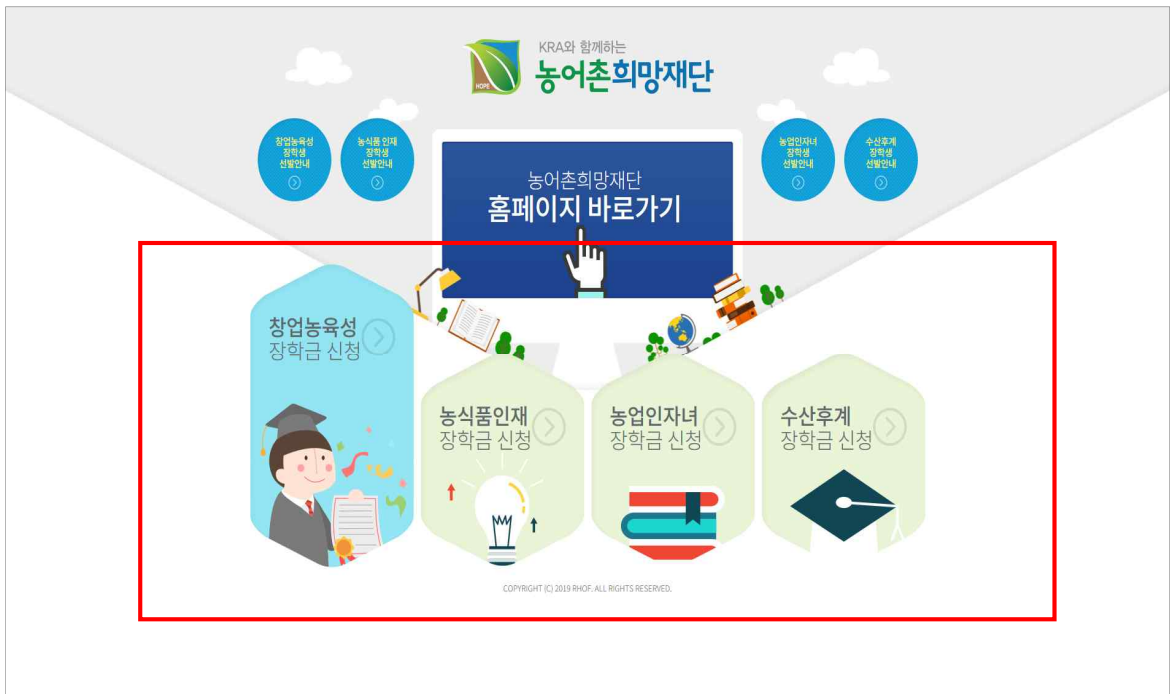 KRA와 함께하는
농어촌희망재단
HOPE
창업농육성
장학생
선발안내
농식품 인재
장학생
선발안내
농업인자녀
장학생
선발안내
수산후계
장학생
선발안내
농어촌희망재단
홈페이지 바로가기
창업농육성
장학금 신청
농식품인재
장학금 신청
농업인자녀
장학금 신청
수산후계
장학금 신청
COPYRIGHT (C) 2019 RHOF. ALL RIGHTS RESERVED.